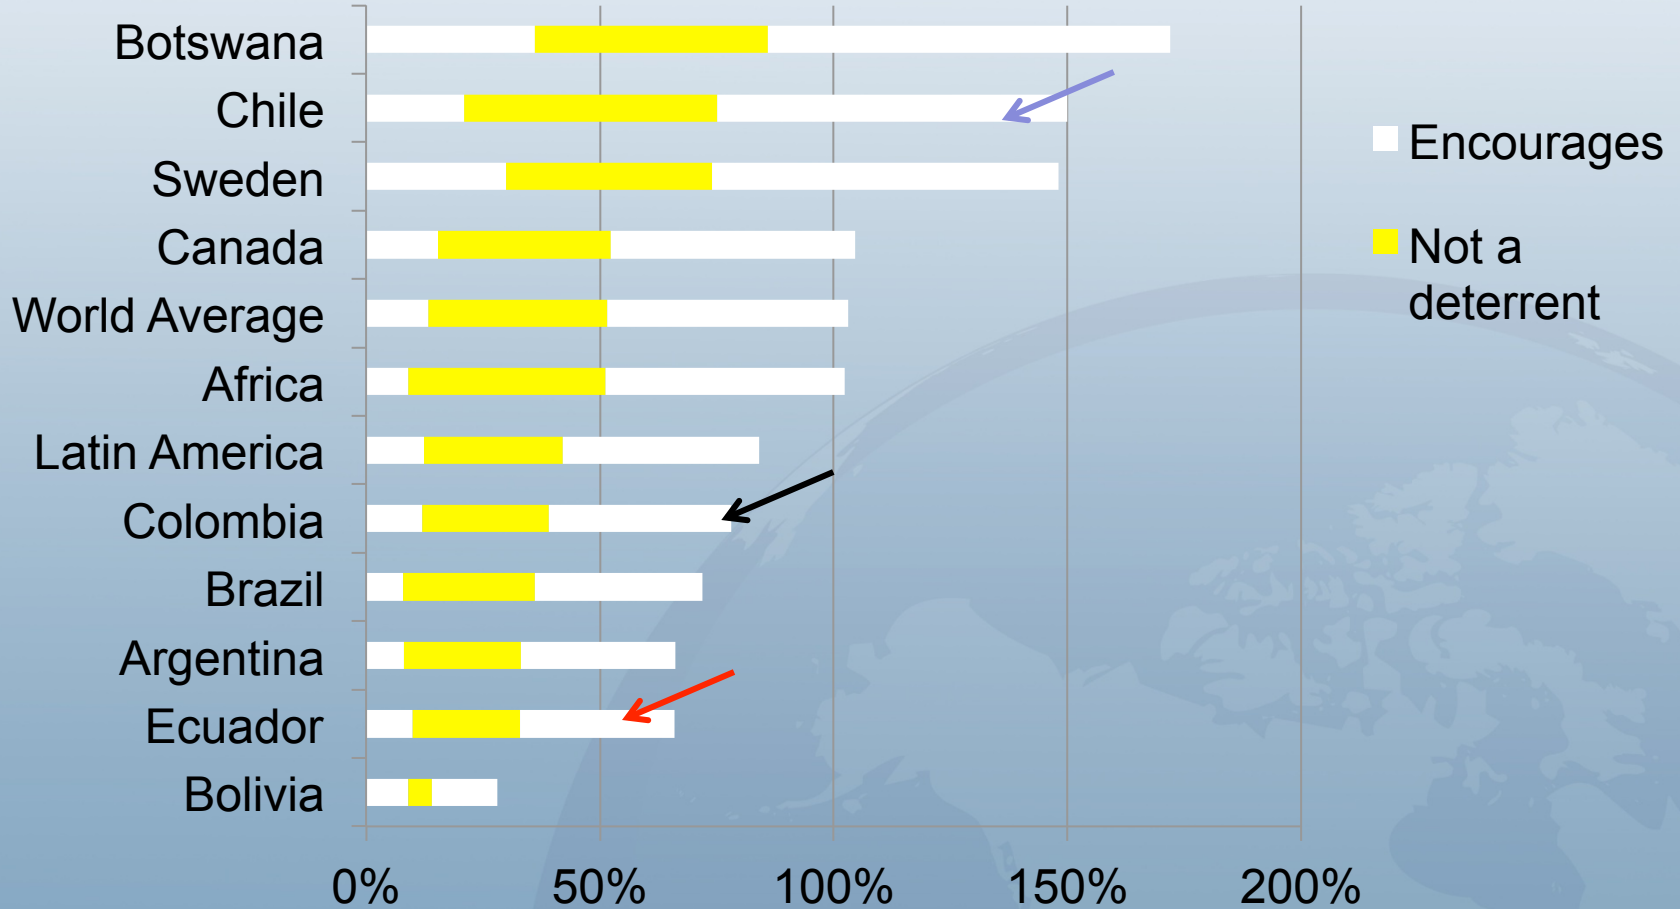 Botswana
Chile
Sweden
Canada
World Average
Africa
Latin America
Colombia
Brazil
Argentina
Ecuador
Bolivia
0% 50% 100% 150% 200%
Encourages
Not a
deterrent